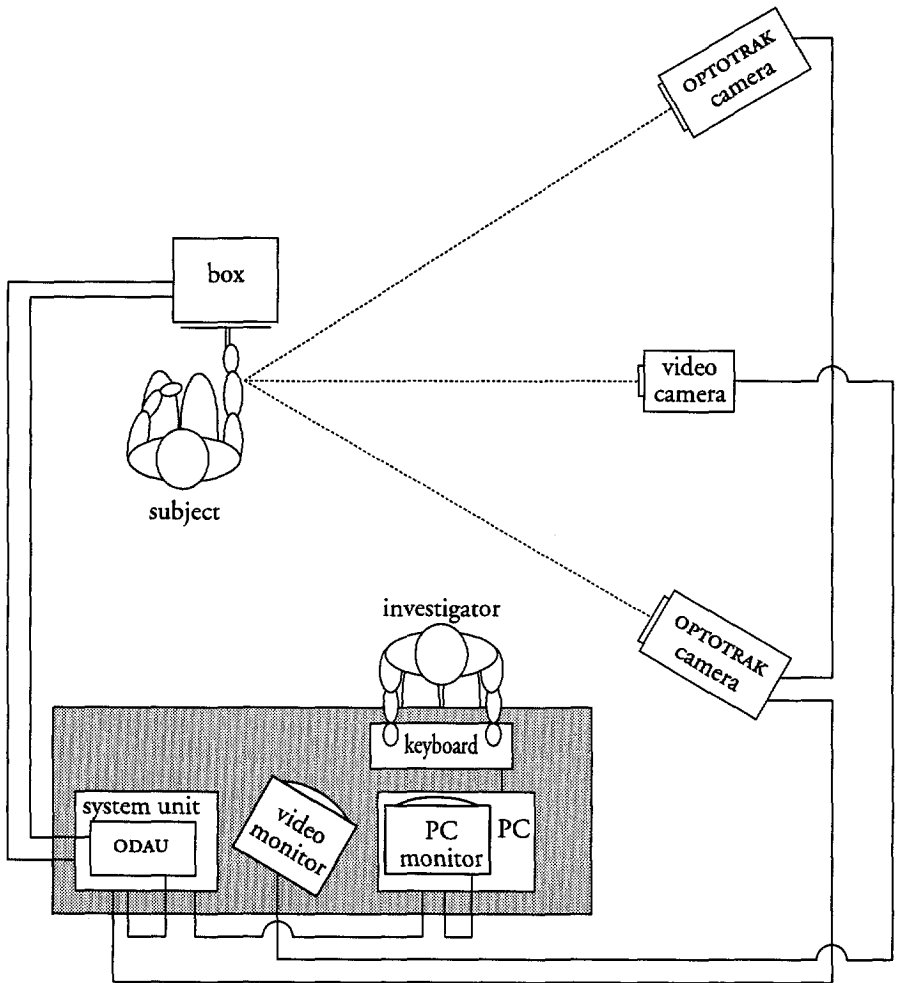 OPTOTRAK
camera
box
video
camera
subject
investigator
OPTOTRAK
camera
keyboard
system unit
ODAU
video
monitor
PC
monitor
PC